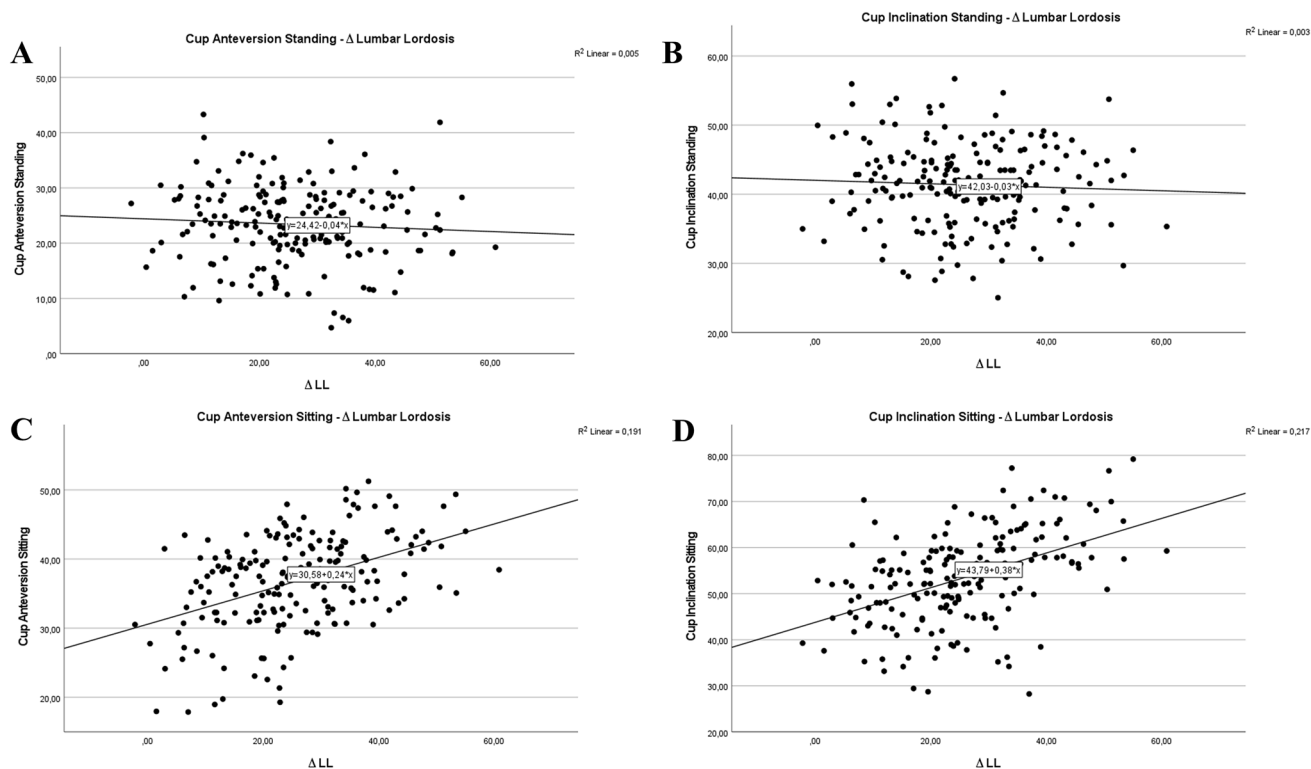 A
Cup Anteversion Standing - Δ Lumbar Lordosis
R² Linear = 0,005
Cup Anteversion Standing
50,00
40,00
30,00
20,00
10,00
,00
y=24,42-0,04*x
,00 20,00 40,00 60,00
Δ LL
B
Cup Inclination Standing - Δ Lumbar Lordosis
R² Linear = 0,003
Cup Inclination Standing
60,00
50,00
40,00
30,00
20,00
y=42,03-0,03*x
,00 20,00 40,00 60,00
Δ LL
C
Cup Anteversion Sitting - Δ Lumbar Lordosis
R² Linear = 0,191
Cup Anteversion Sitting
50,00
40,00
30,00
20,00
y=30,58+0,24*x
,00 20,00 40,00 60,00
Δ LL
D
Cup Inclination Sitting - Δ Lumbar Lordosis
R² Linear = 0,217
Cup Inclination Sitting
80,00
70,00
60,00
50,00
40,00
30,00
20,00
y=43,79+0,38*x
,00 20,00 40,00 60,00
Δ LL